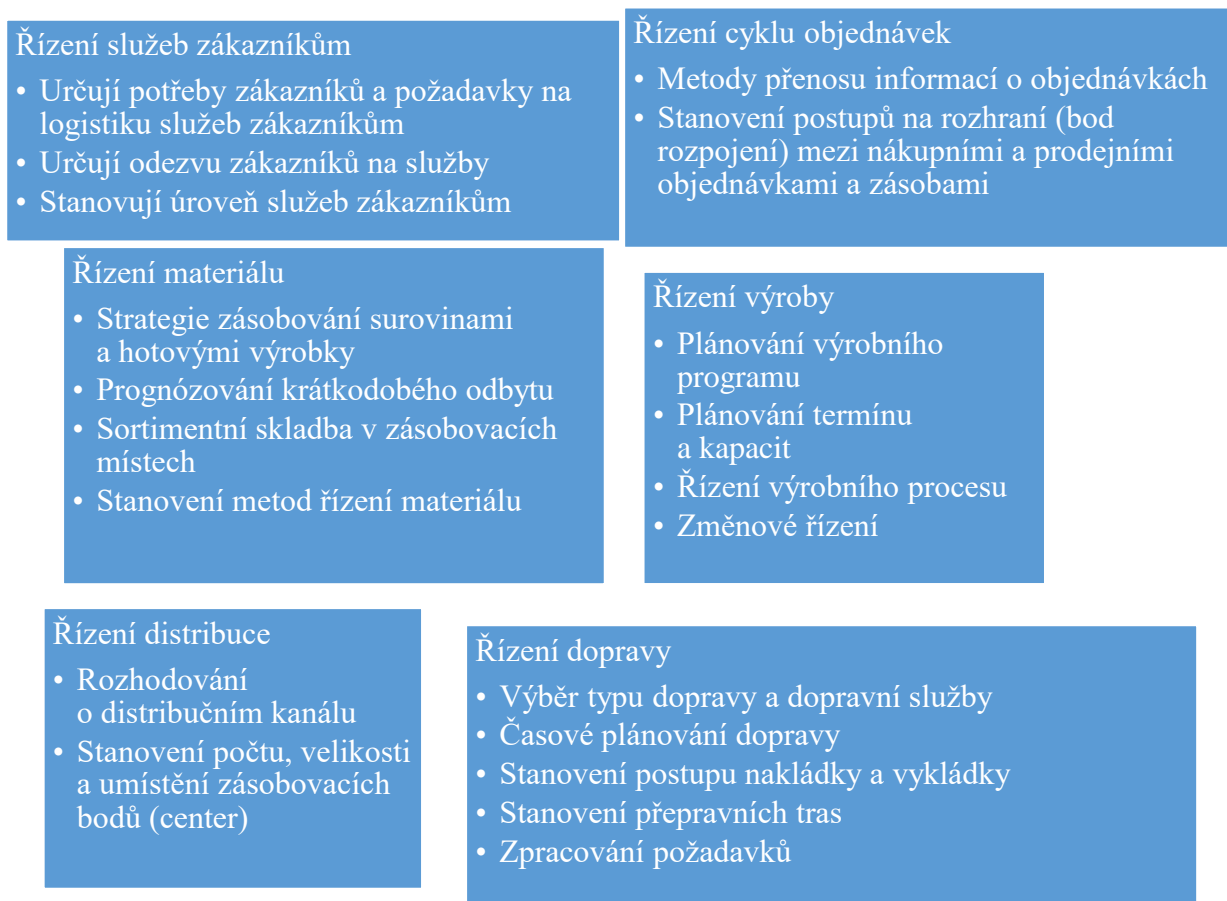 Řízení služeb zákazníkům
• Určují potřeby zákazníků a požadavky na
logistiku služeb zákazníkům
• Určují odezvu zákazníků na služby
• Stanovují úroveň služeb zákazníkům
Řízení cyklu objednávek
• Metody přenosu informací o objednávkách
• Stanovení postupů na rozhraní (bod
rozpojení) mezi nákupními a prodejními
objednávkami a zásobami
Řízení materiálu
• Strategie zásobování surovinami
a hotovými výrobky
• Prognózování krátkodobého odbytu
• Sortimentní skladba v zásobovacích
místech
• Stanovení metod řízení materiálu
Řízení výroby
• Plánování výrobního
programu
• Plánování termínu
a kapacit
• Řízení výrobního procesu
• Změnové řízení
Řízení distribuce
• Rozhodování
o distribučním kanálu
• Stanovení počtu, velikosti
a umístění zásobovacích
bodů (center)
Řízení dopravy
• Výběr typu dopravy a dopravní služby
• Časové plánování dopravy
• Stanovení postupu nakládky a vykládky
• Stanovení přepravních tras
• Zpracování požadavků